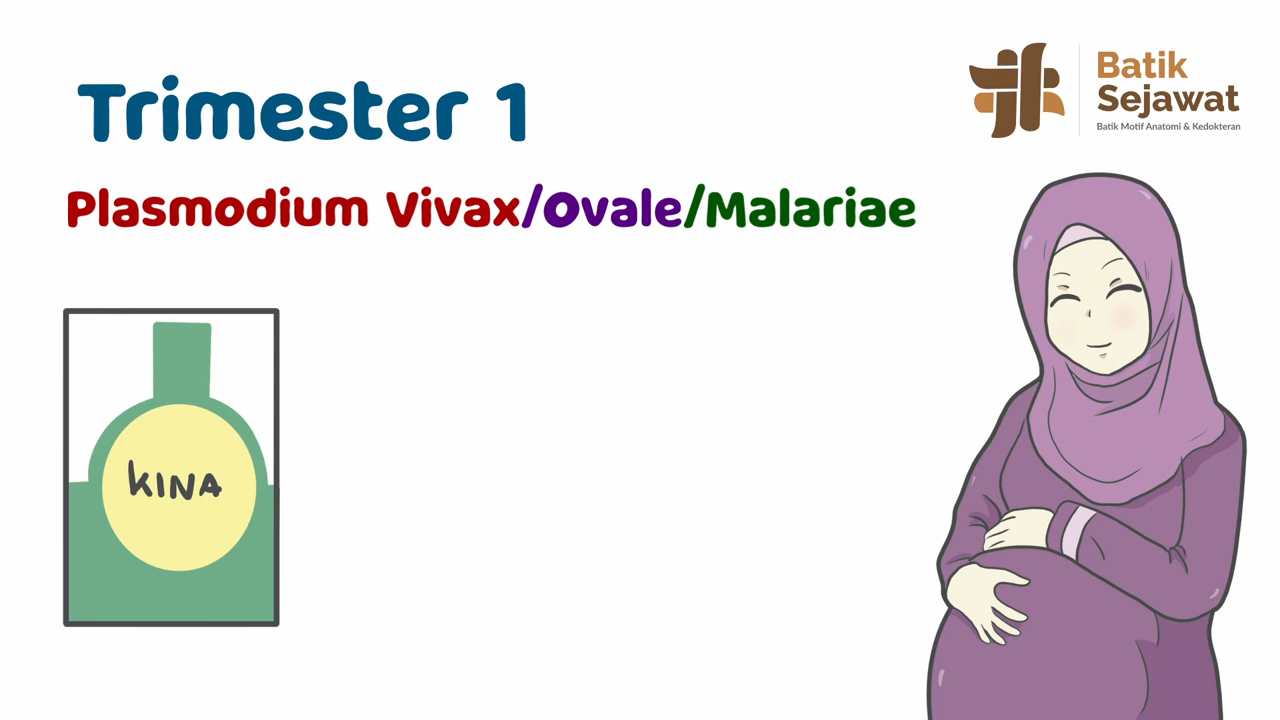 Trimester 1
Batik
Sejawat
Batik Motif Anatomi & Kedokteran
Plasmodium Vivax/Ovale/Malariae
KINA